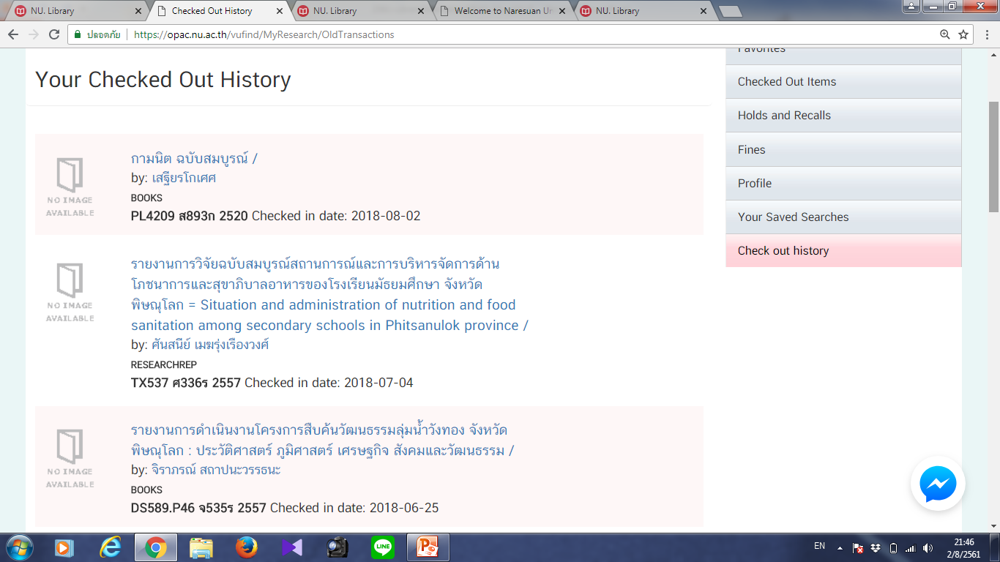 NU. Library
Checked Out History
NU. Library
Welcome to Naresuan Un
NU. Library
ปลอดภัย
https://opac.nu.ac.th/vufind/MyResearch/OldTransactions
Your Checked Out History
NO IMAGE
AVAILABLE
กามนิต ฉบับสมบูรณ์ /
by: เสฐียรโกเศศ
BOOKS
PL4209 ส893ก 2520 Checked in date: 2018-08-02
NO IMAGE
AVAILABLE
รายงานการวิจัยฉบับสมบูรณ์สถานการณ์และการบริหารจัดการด้าน
โภชนาการและสุขาภิบาลอาหารของโรงเรียนมัธยมศึกษา จังหวัด
พิษณุโลก = Situation and administration of nutrition and food
sanitation among secondary schools in Phitsanulok province /
by: ศันสนีย์ เมฆรุ่งเรืองวงศ์
RESEARCHREP
TX537 ศ336ร 2557 Checked in date: 2018-07-04
NO IMAGE
AVAILABLE
รายงานการดำเนินงานโครงการสืบค้นวัฒนธรรมลุ่มน้ำวังทอง จังหวัด
พิษณุโลก : ประวัติศาสตร์ ภูมิศาสตร์ เศรษฐกิจ สังคมและวัฒนธรรม /
by: จิราภรณ์ สถาปนะวรรธนะ
BOOKS
DS589.P46 จ535ร 2557 Checked in date: 2018-06-25
Favorites
Checked Out Items
Holds and Recalls
Fines
Profile
Your Saved Searches
Check out history
LINE
EN
21:46
2/8/2561